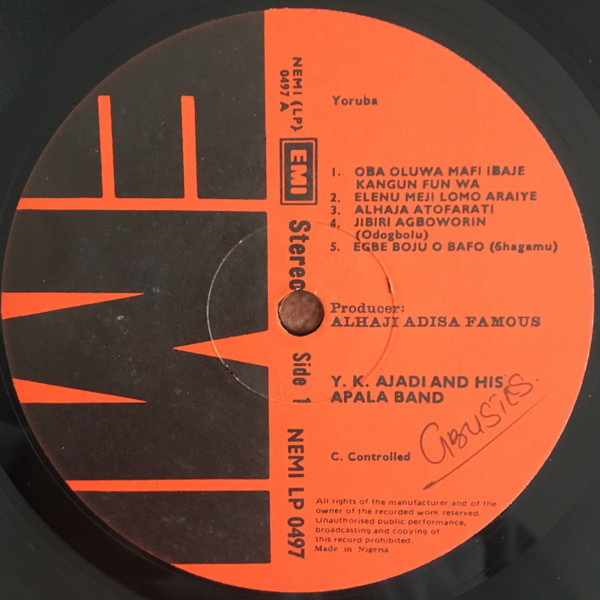 NEMI (LP)
0497 A
EMI
Stereo
Side 1
NEMI LP 0497
EMI
Yoruba
1. OBA OLUWA MAFI IBAJE
KANGUN FUN WA
2. ELENU MEJI LOMO ARAIYE
3. ALHAJA ATOFARATI
4. JIBIRI AGBOWORIN
(Odogbolu)
5. EGBE BOJU O BAFO (Shagamu)
Producer:
ALHAJI ADISA FAMOUS
Y. K. AJADI AND HIS
APALA BAND
C. Controlled
All rights of the manufacturer and of the
owner of the recorded work reserved.
Unauthorised public performance,
broadcasting and copying of
this record prohibited.
Made in Nigeria